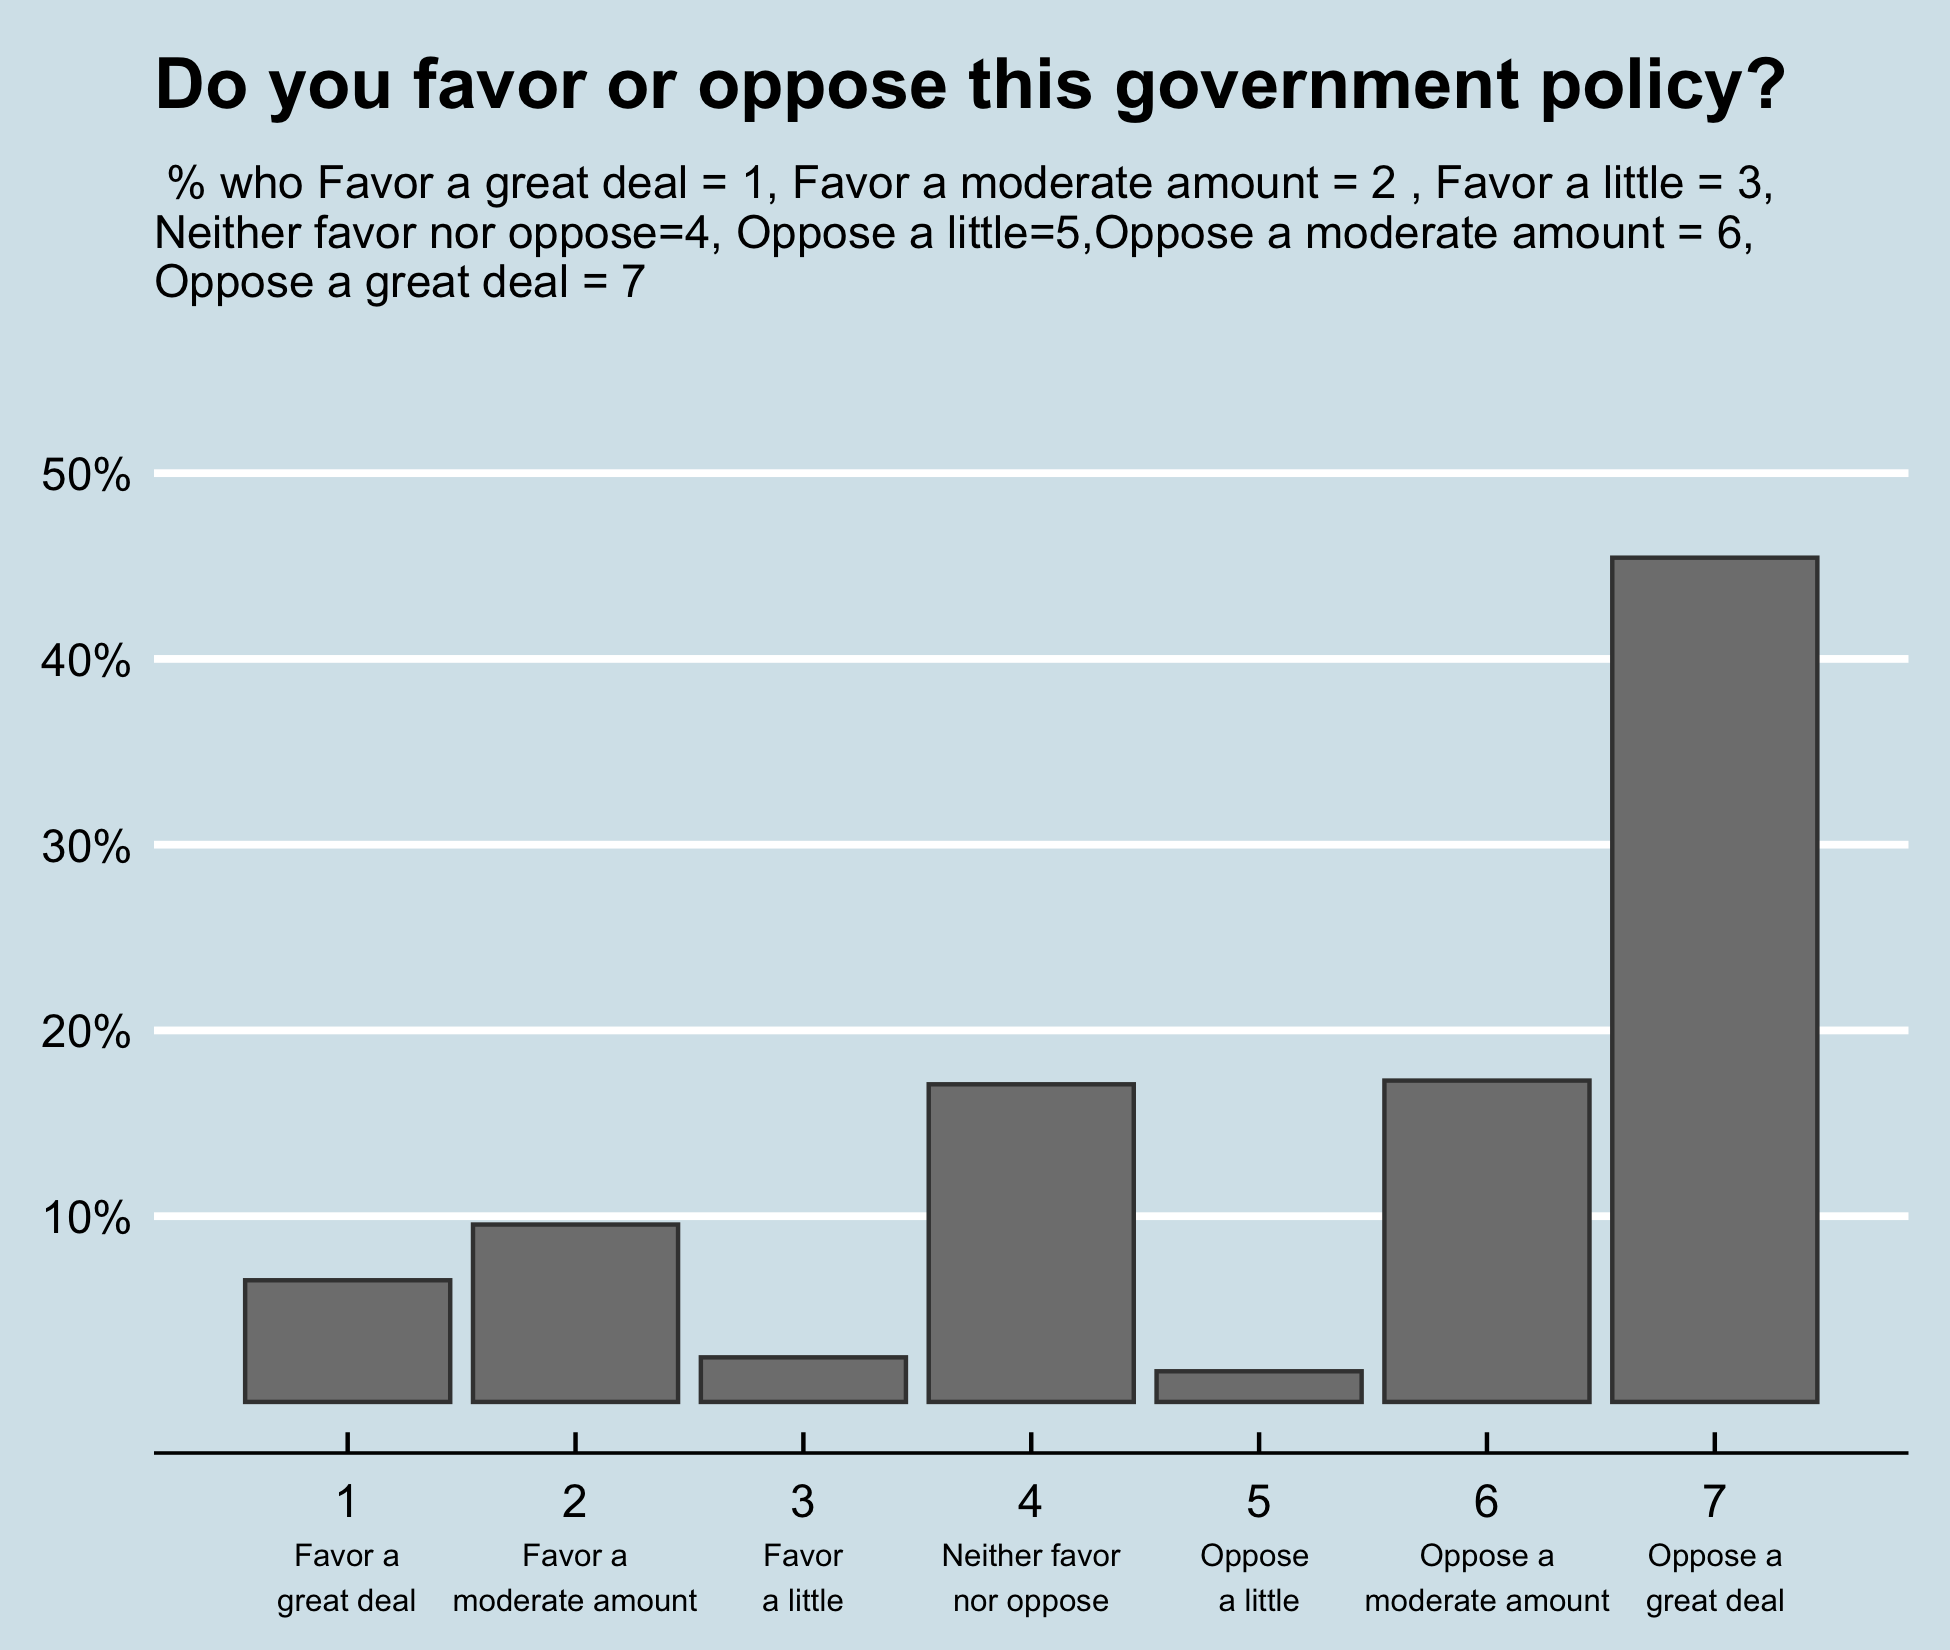 Do you favor or oppose this government policy?
% who Favor a great deal = 1, Favor a moderate amount = 2 , Favor a little = 3,
Neither favor nor oppose=4, Oppose a little=5,Oppose a moderate amount = 6,
Oppose a great deal = 7
50%
40%
30%
20%
10%
1 2 3 4 5 6 7
Favor a Favor a Favor Neither favor Oppose Oppose a Oppose a
great deal moderate amount a little nor oppose a little moderate amount great deal